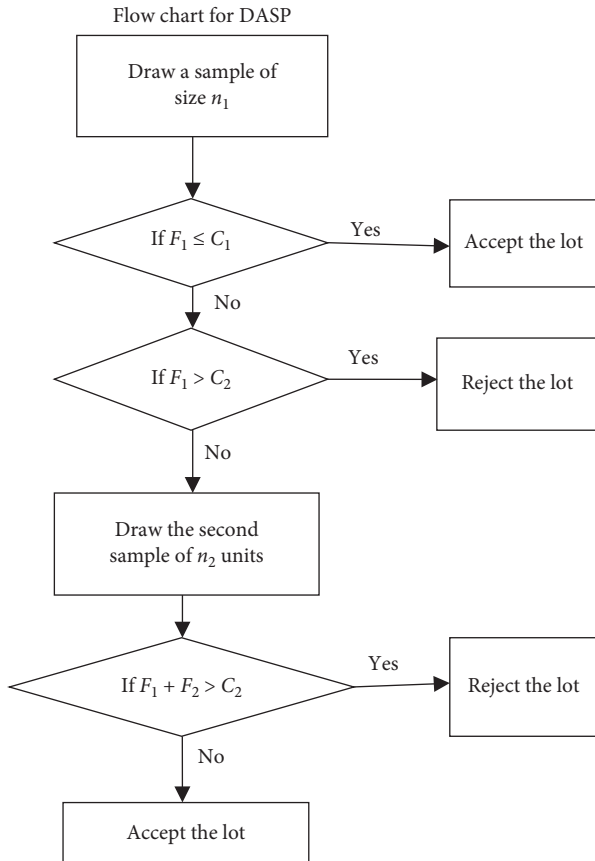 Flow chart for DASP
Draw a sample of
size n₁
If F₁ ≤ C₁
Yes
Accept the lot
No
If F₁ > C₂
Yes
Reject the lot
No
Draw the second
sample of n₂ units
If F₁ + F₂ > C₂
Yes
Reject the lot
No
Accept the lot